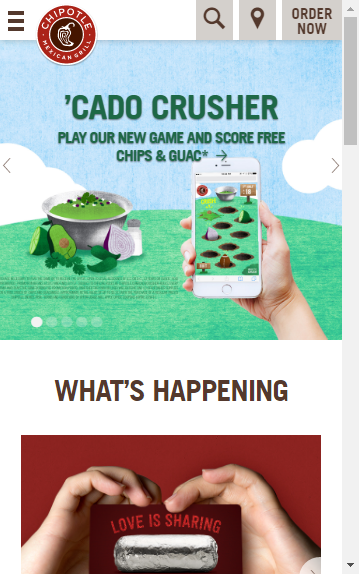 CHIPOTLE
MEXICAN GRILL
ORDER
NOW
'CADO CRUSHER
PLAY OUR NEW GAME AND SCORE FREE
CHIPS & GUAC* →
WHAT'S HAPPENING
LOVE IS SHARING